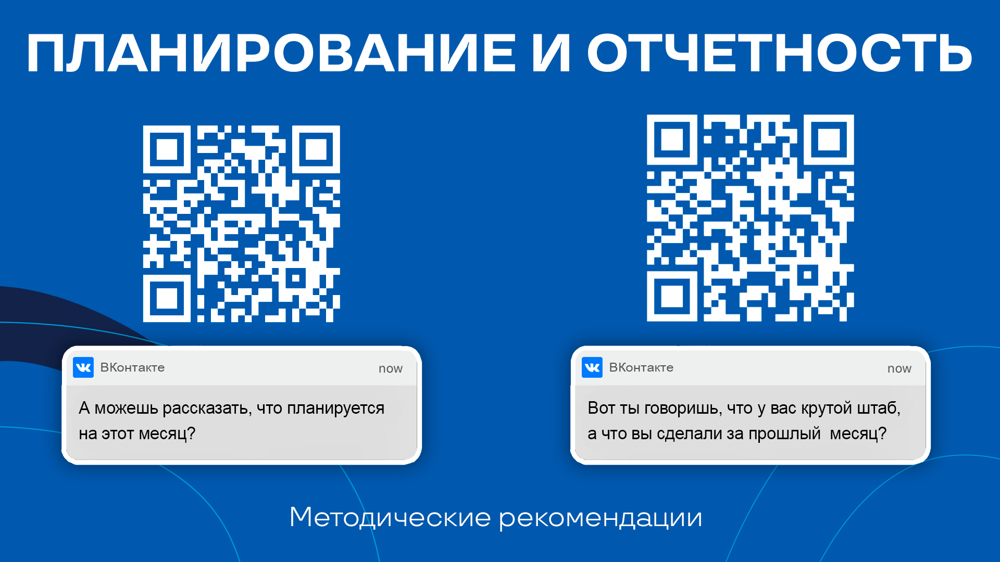 ПЛАНИРОВАНИЕ И ОТЧЕТНОСТЬ
ВКонтакте now
А можешь рассказать, что планируется
на этот месяц?
ВКонтакте now
Вот ты говоришь, что у вас крутой штаб,
а что вы сделали за прошлый  месяц?
Методические рекомендации